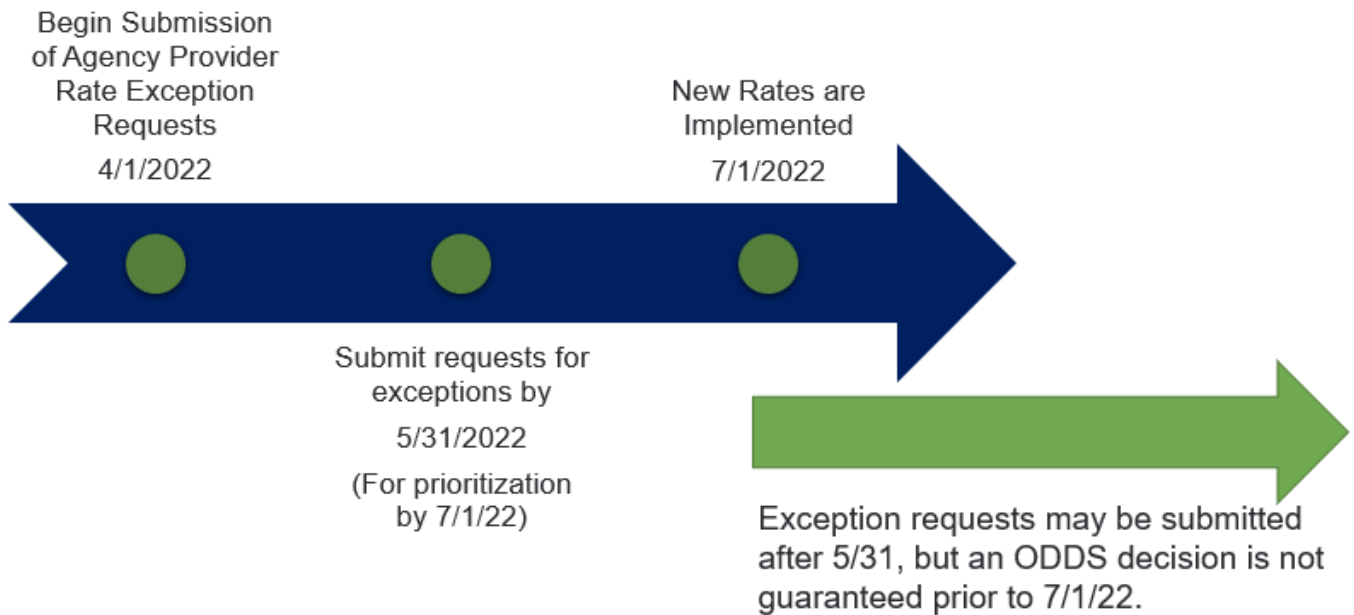 Begin Submission
of Agency Provider
Rate Exception
Requests
4/1/2022
New Rates are
Implemented
7/1/2022
Submit requests for
exceptions by
5/31/2022
(For prioritization
by 7/1/22)
Exception requests may be submitted
after 5/31, but an ODDS decision is not
guaranteed prior to 7/1/22.